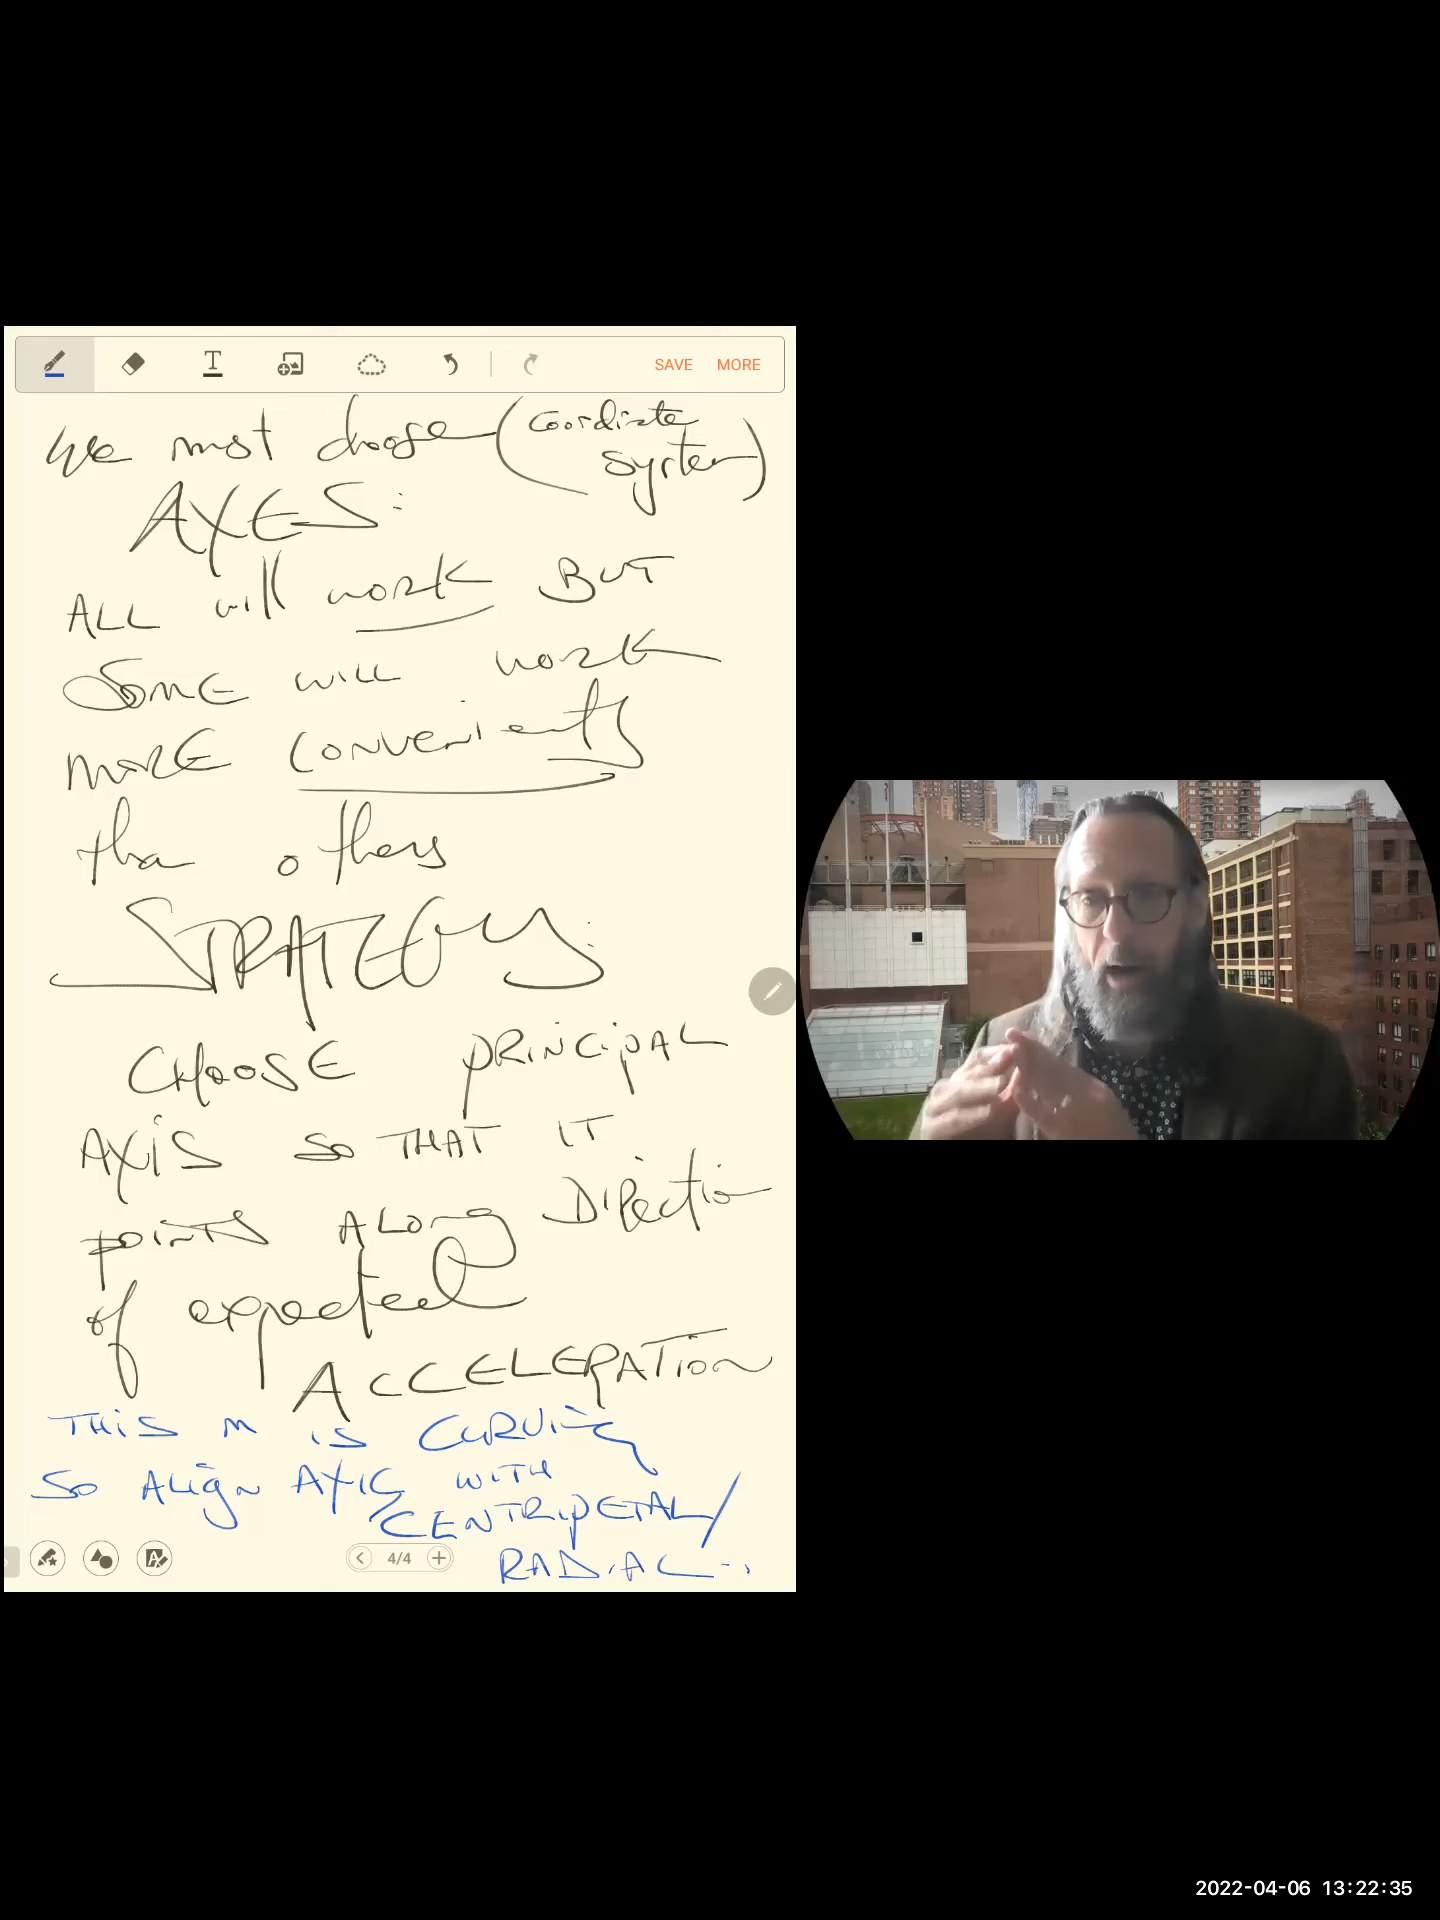 SAVE MORE
We must choose (coordinate
system)
AXES:
ALL will work BUT
SOME WILL work
MORE conveniently
than others
STRATEGY:
CHOOSE PRINCIPAL
AXIS SO THAT IT
POINTS ALONG DIRECTION
of expected
ACCELERATION
THIS M IS CURVING
SO ALIGN AXIS WITH
CENTRIPETAL/
RADIAL..
4/4
2022-04-06 13:22:35